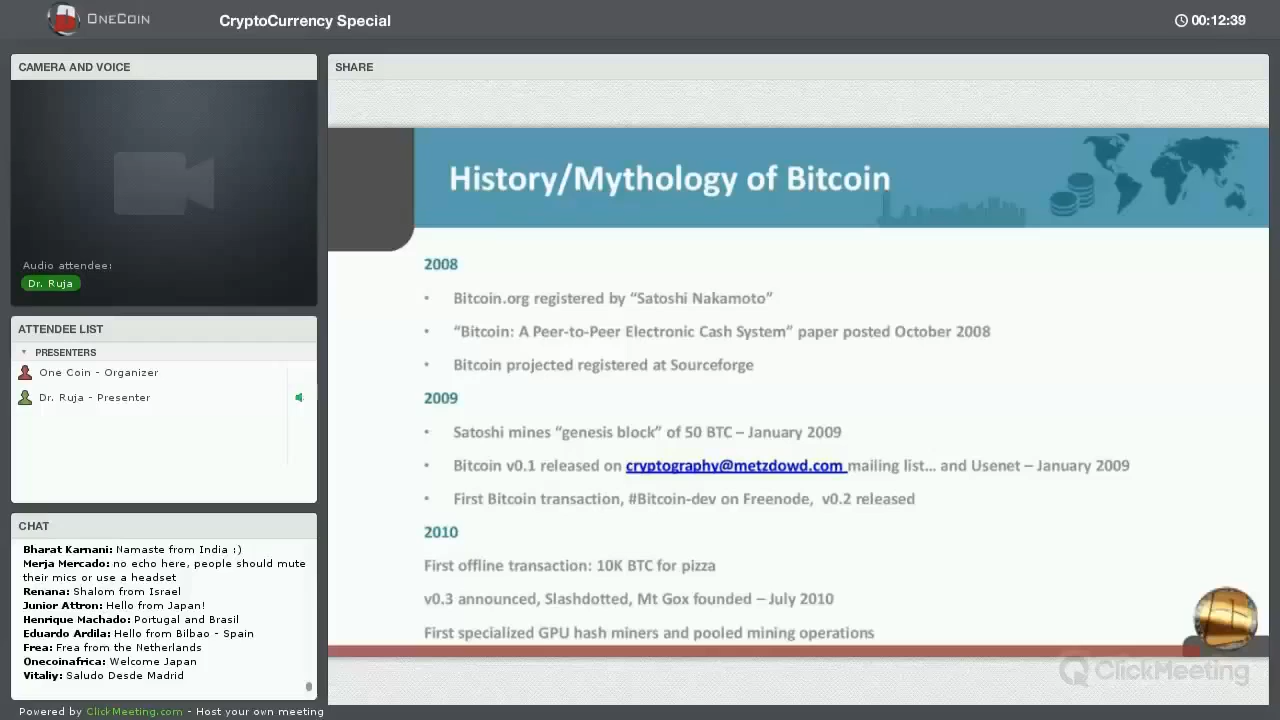 ONECOIN
CryptoCurrency Special
00:12:39
CAMERA AND VOICE
Audio attendee:
Dr. Ruja
ATTENDEE LIST
PRESENTERS
One Coin - Organizer
Dr. Ruja - Presenter
CHAT
Bharat Karnani: Namaste from India :)
Merja Mercado: no echo here, people should mute
their mics or use a headset
Renana: Shalom from Israel
Junior Attron: Hello from Japan!
Henrique Machado: Portugal and Brasil
Eduardo Ardila: Hello from Bilbao - Spain
Frea: Frea from the Netherlands
Onecoinafrica: Welcome Japan
Vitaliy: Saludo Desde Madrid
Powered by ClickMeeting.com - Host your own meeting
SHARE
History/Mythology of Bitcoin
2008
• Bitcoin.org registered by “Satoshi Nakamoto”
• “Bitcoin: A Peer-to-Peer Electronic Cash System” paper posted October 2008
• Bitcoin projected registered at Sourceforge
2009
• Satoshi mines “genesis block” of 50 BTC – January 2009
• Bitcoin v0.1 released on cryptography@metzdowd.com mailing list… and Usenet – January 2009
• First Bitcoin transaction, #Bitcoin-dev on Freenode, v0.2 released
2010
First offline transaction: 10K BTC for pizza
v0.3 announced, Slashdotted, Mt Gox founded – July 2010
First specialized GPU hash miners and pooled mining operations
ClickMeeting